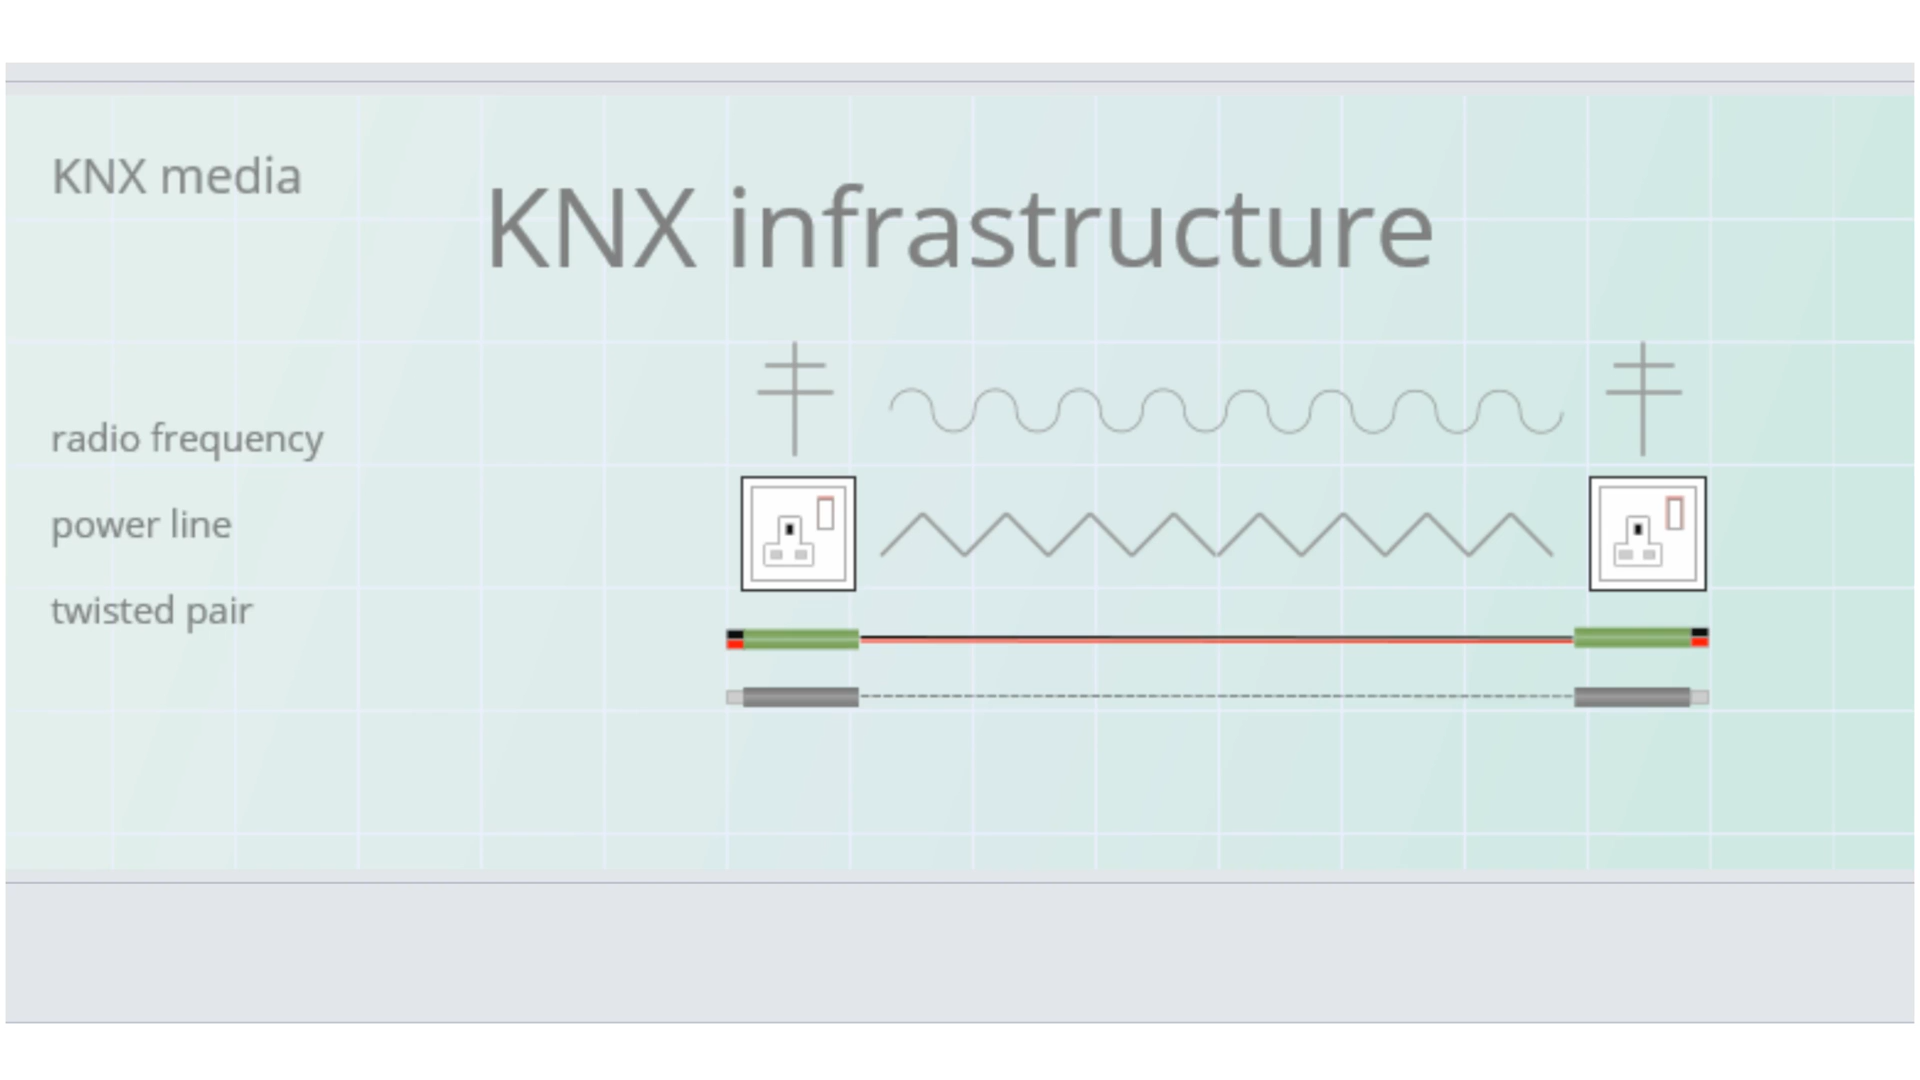 KNX media
KNX infrastructure
radio frequency
power line
twisted pair